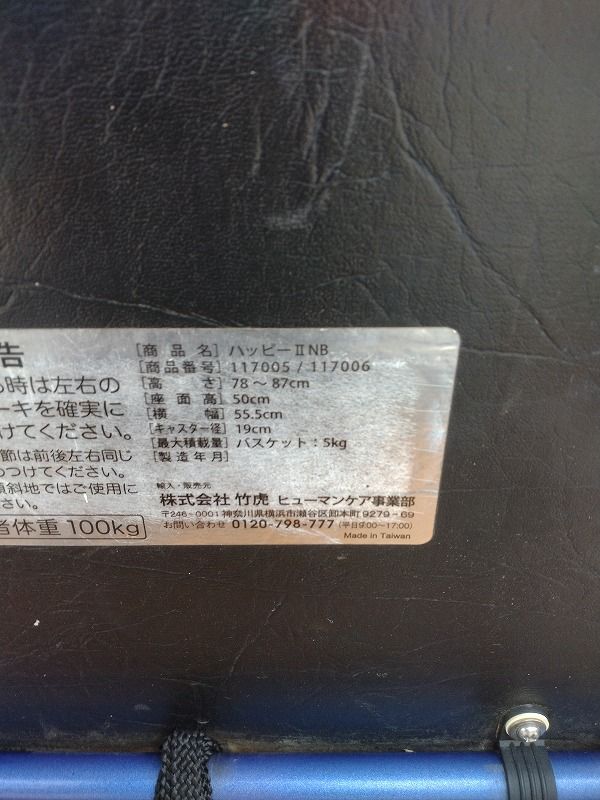 告
時は左右の
ーキを確実に
けてください。
節は前後左右同じ
つけてください。
傾斜地ではご使用に
さい。
者体重 100kg
［商品名］ハッピーⅡNB
［商品番号］117005 / 117006
［高さ］78～87cm
［座面高］50cm
［横幅］55.5cm
［キャスター径］19cm
［最大積載量］バスケット：5kg
［製造年月］
輸入・販売元
株式会社 竹虎 ヒューマンケア事業部
〒246-0001 神奈川県横浜市瀬谷区卸本町9279-69
お問い合わせ 0120-798-777（平日9:00～17:00）
Made in Taiwan